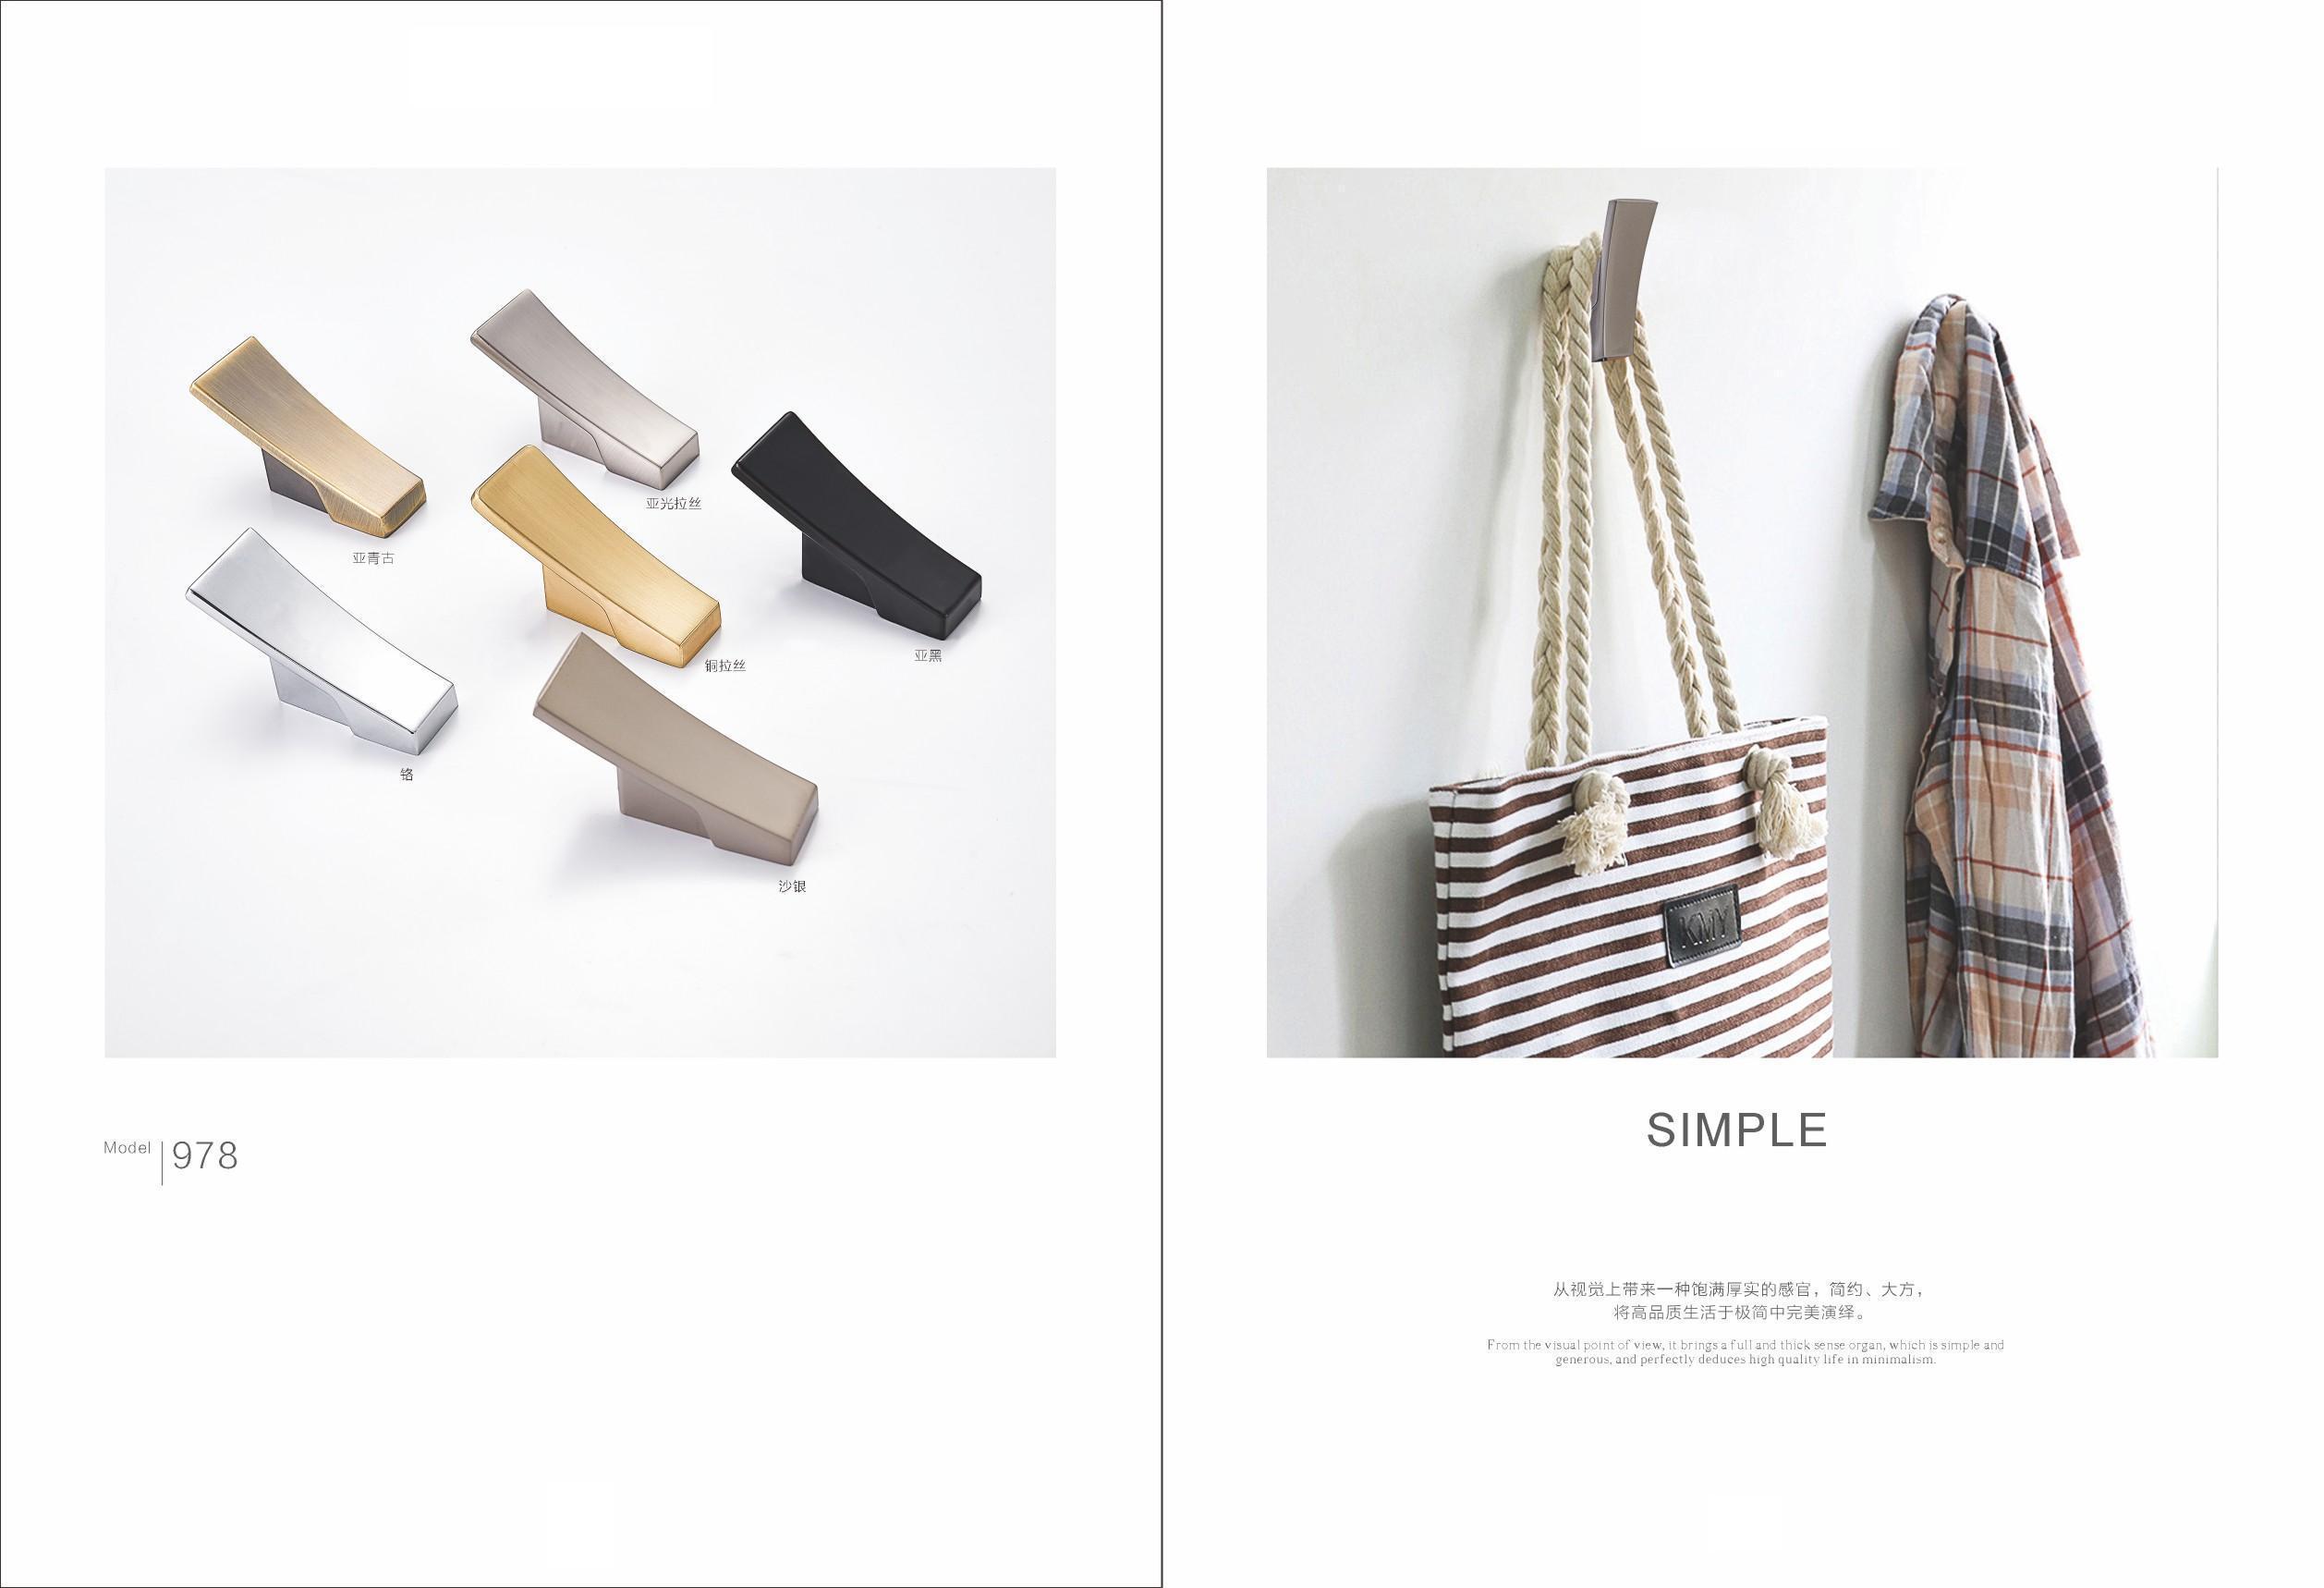 亚光拉丝
亚青古
铜拉丝
亚黑
铬
沙银
Model 978
KMY
SIMPLE
从视觉上带来一种饱满厚实的感官，简约、大方，
将高品质生活于极简中完美演绎。
From the visual point of view, it brings a full and thick sense organ, which is simple and
generous, and perfectly deduces high quality life in minimalism.